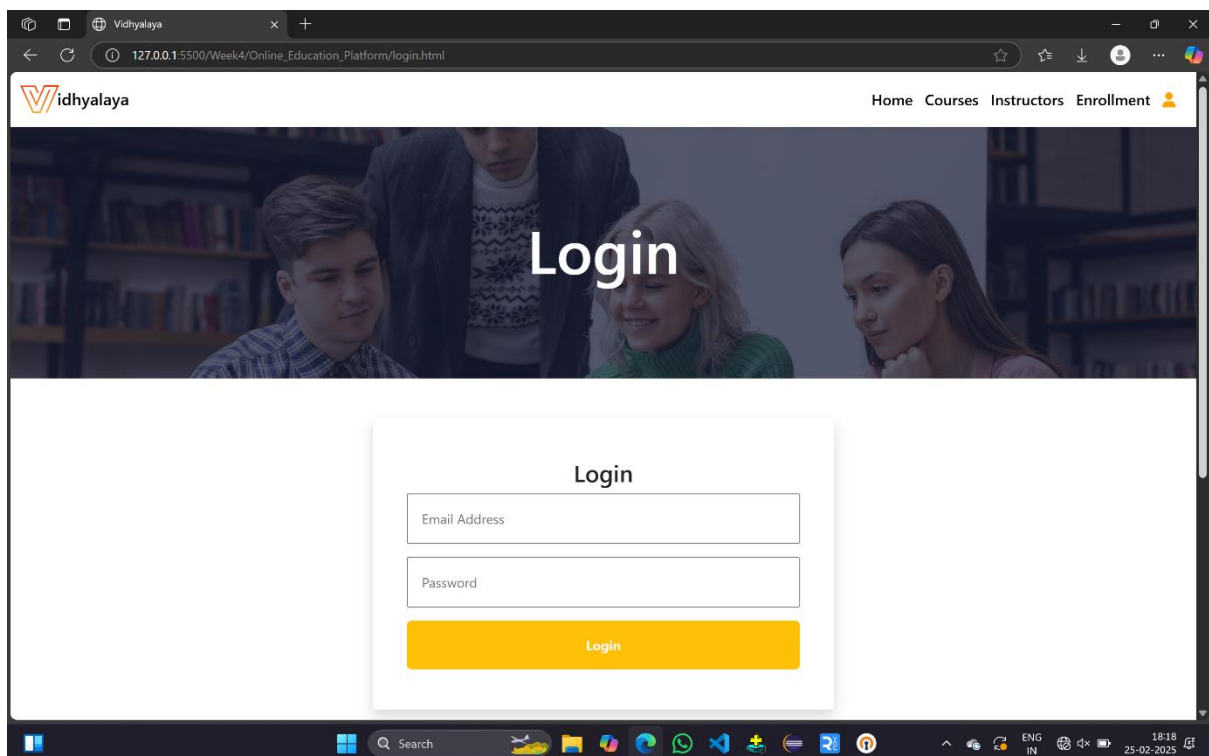 Vidhyalaya
127.0.0.1:5500/Week4/Online_Education_Platform/login.html
Vidhyalaya
Home Courses Instructors Enrollment
Login
Login
Email Address
Password
Login
Search
ENG
IN
18:18
25-02-2025